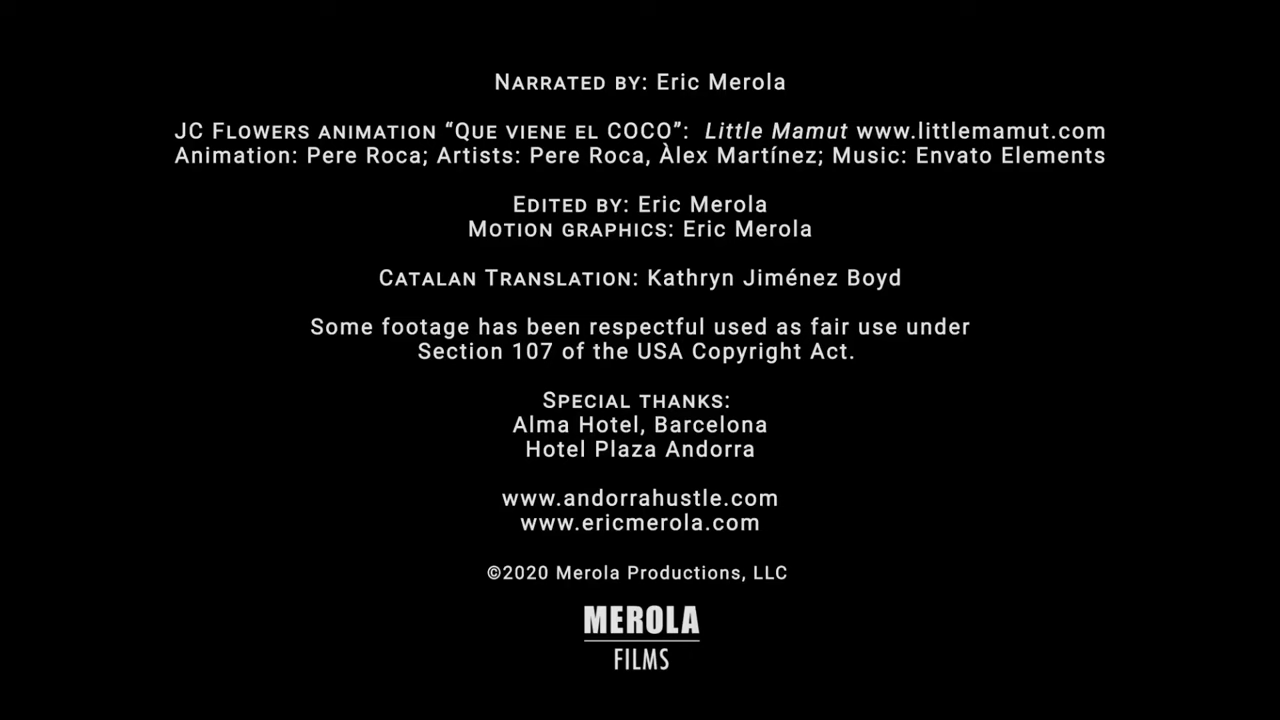 Narrated by: Eric Merola
JC Flowers animation “Que viene el COCO”: Little Mamut www.littlemamut.com
Animation: Pere Roca; Artists: Pere Roca, Àlex Martínez; Music: Envato Elements
Edited by: Eric Merola
Motion graphics: Eric Merola
Catalan Translation: Kathryn Jiménez Boyd
Some footage has been respectful used as fair use under
Section 107 of the USA Copyright Act.
Special thanks:
Alma Hotel, Barcelona
Hotel Plaza Andorra
www.andorrahustle.com
www.ericmerola.com
©2020 Merola Productions, LLC
MEROLA
FILMS